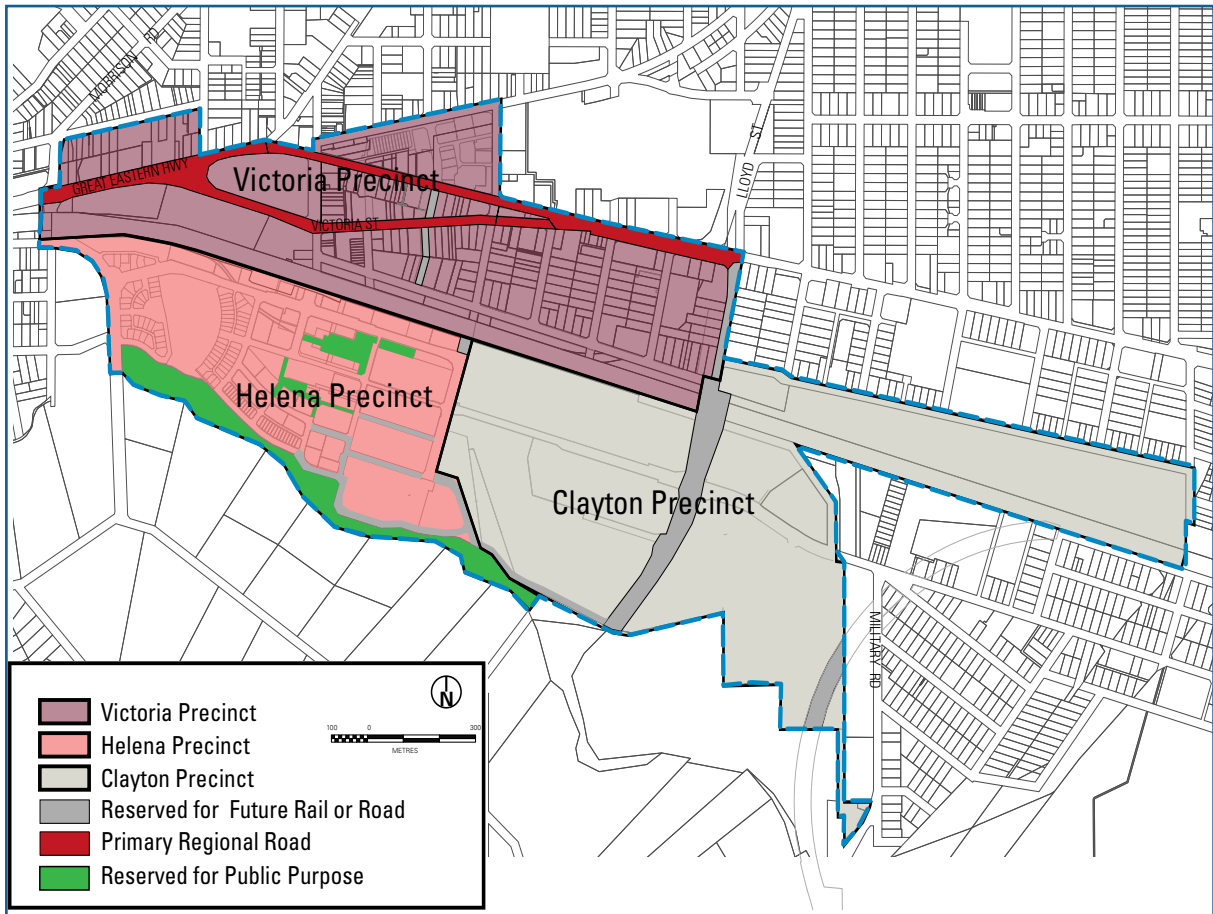 MORRISON RD
LLOYD ST
GREAT EASTERN HWY
Victoria Precinct
VICTORIA ST
Helena Precinct
Clayton Precinct
MILITARY RD
N
Victoria Precinct
100 0 300
METRES
Helena Precinct
Clayton Precinct
Reserved for Future Rail or Road
Primary Regional Road
Reserved for Public Purpose